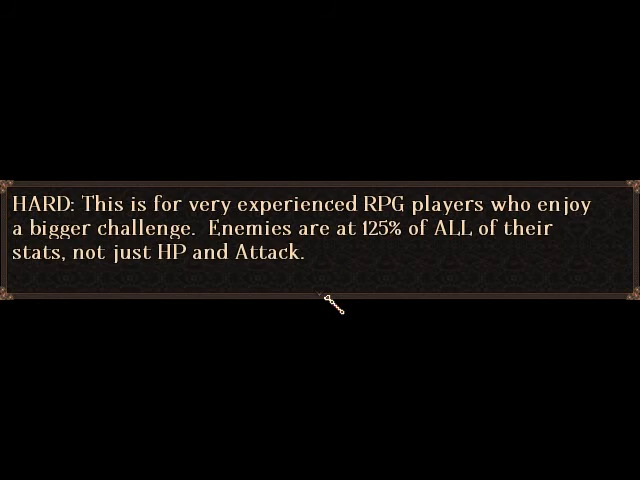 HARD: This is for very experienced RPG players who enjoy
a bigger challenge.  Enemies are at 125% of ALL of their
stats, not just HP and Attack.